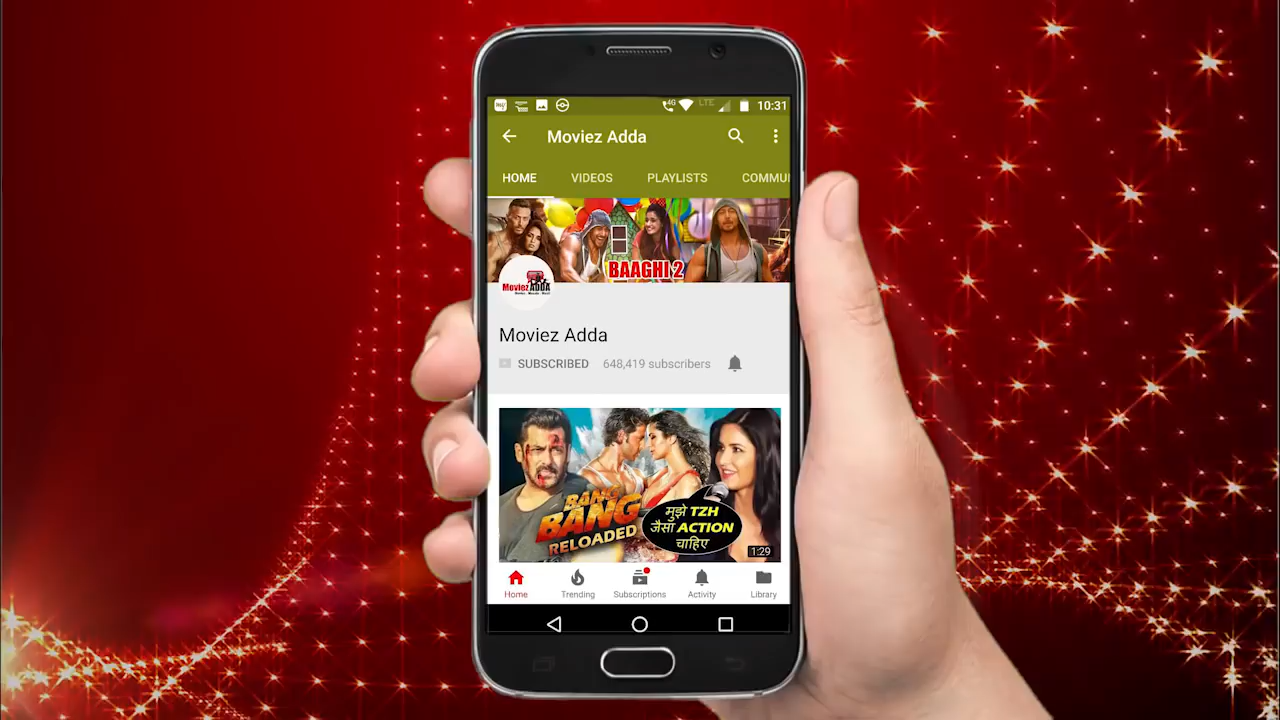 LTE 10:31
Moviez Adda
HOME VIDEOS PLAYLISTS COMMU
BAAGHI 2
Moviez ADDA
Moviez Adda
SUBSCRIBED 648,419 subscribers
BANG
BANG
RELOADED
मुझे TZH
जैसा ACTION
चाहिए
1:29
Home Trending Subscriptions Activity Library